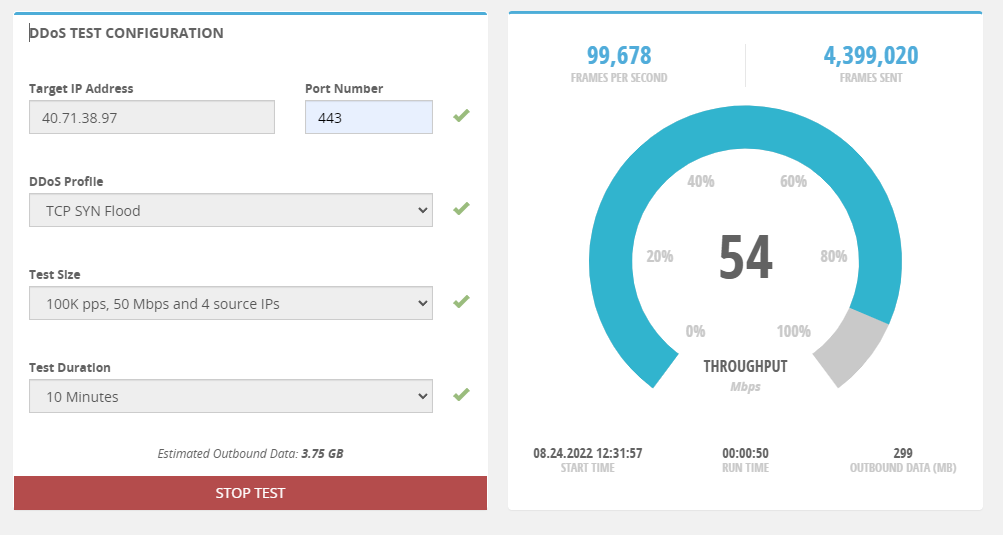 DDoS TEST CONFIGURATION
Target IP Address
Port Number
40.71.38.97
443
DDoS Profile
TCP SYN Flood
Test Size
100K pps, 50 Mbps and 4 source IPs
Test Duration
10 Minutes
Estimated Outbound Data: 3.75 GB
STOP TEST
99,678
FRAMES PER SECOND
4,399,020
FRAMES SENT
40%
60%
20%
54
80%
0%
100%
THROUGHPUT
Mbps
08.24.2022 12:31:57
START TIME
00:00:50
RUN TIME
299
OUTBOUND DATA (MB)